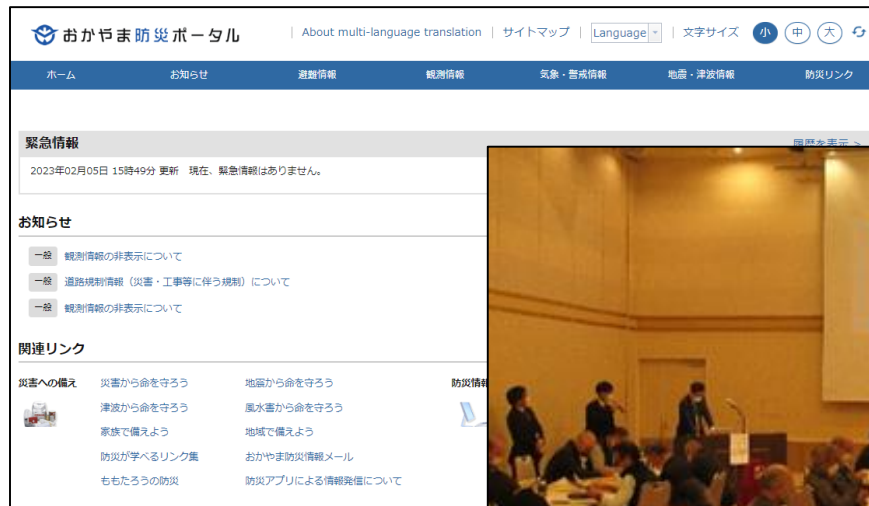 おかやま防災ポータル
About multi-language translation
サイトマップ
Language
文字サイズ 小 中 大
ホーム お知らせ 避難情報 観測情報 気象・警戒情報 地震・津波情報 防災リンク
緊急情報
履歴を表示 >
2023年02月05日 15時49分 更新 現在、緊急情報はありません。
お知らせ
一般 観測情報の非表示について
一般 道路規制情報（災害・工事等に伴う規制）について
一般 観測情報の非表示について
関連リンク
災害への備え 災害から命を守ろう 地震から命を守ろう 防災情報
津波から命を守ろう 風水害から命を守ろう
家族で備えよう 地域で備えよう
防災が学べるリンク集 おかやま防災情報メール
ももたろうの防災 防災アプリによる情報発信について